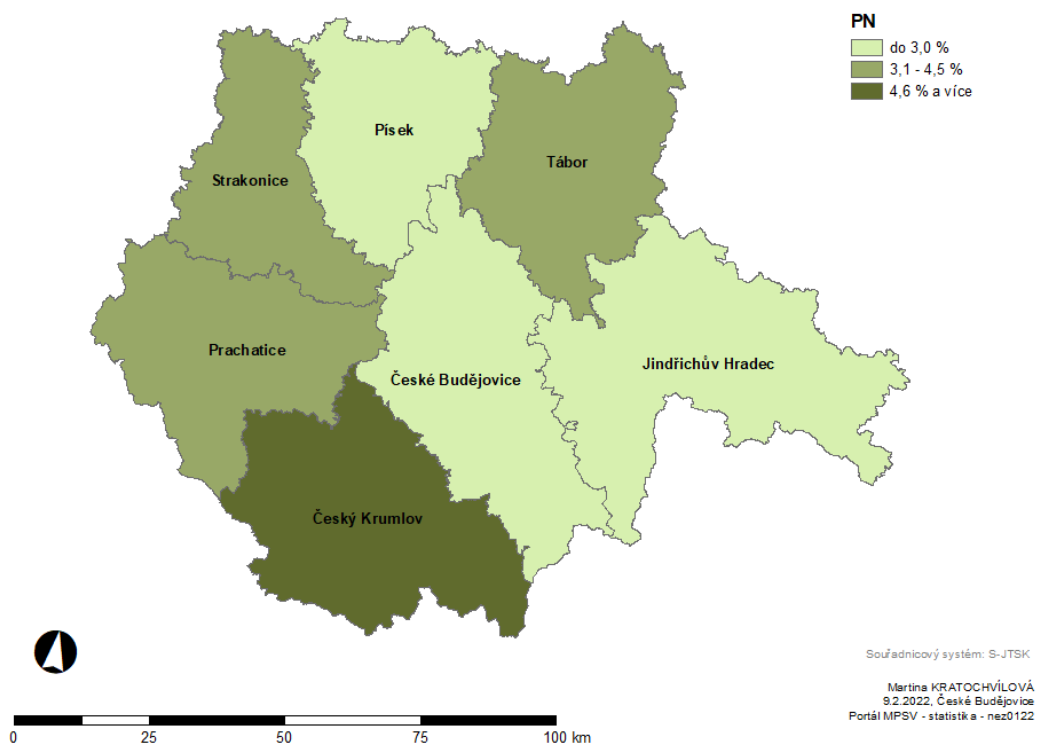 PN
do 3,0 %
3,1 - 4,5 %
4,6 % a více
Písek
Tábor
Strakonice
Prachatice
Jindřichův Hradec
České Budějovice
Český Krumlov
Souřadnicový systém: S-JTSK
Martina KRATOCHVÍLOVÁ
9.2.2022, České Budějovice
Portál MPSV - statistika - nez0122
0 25 50 75 100 km